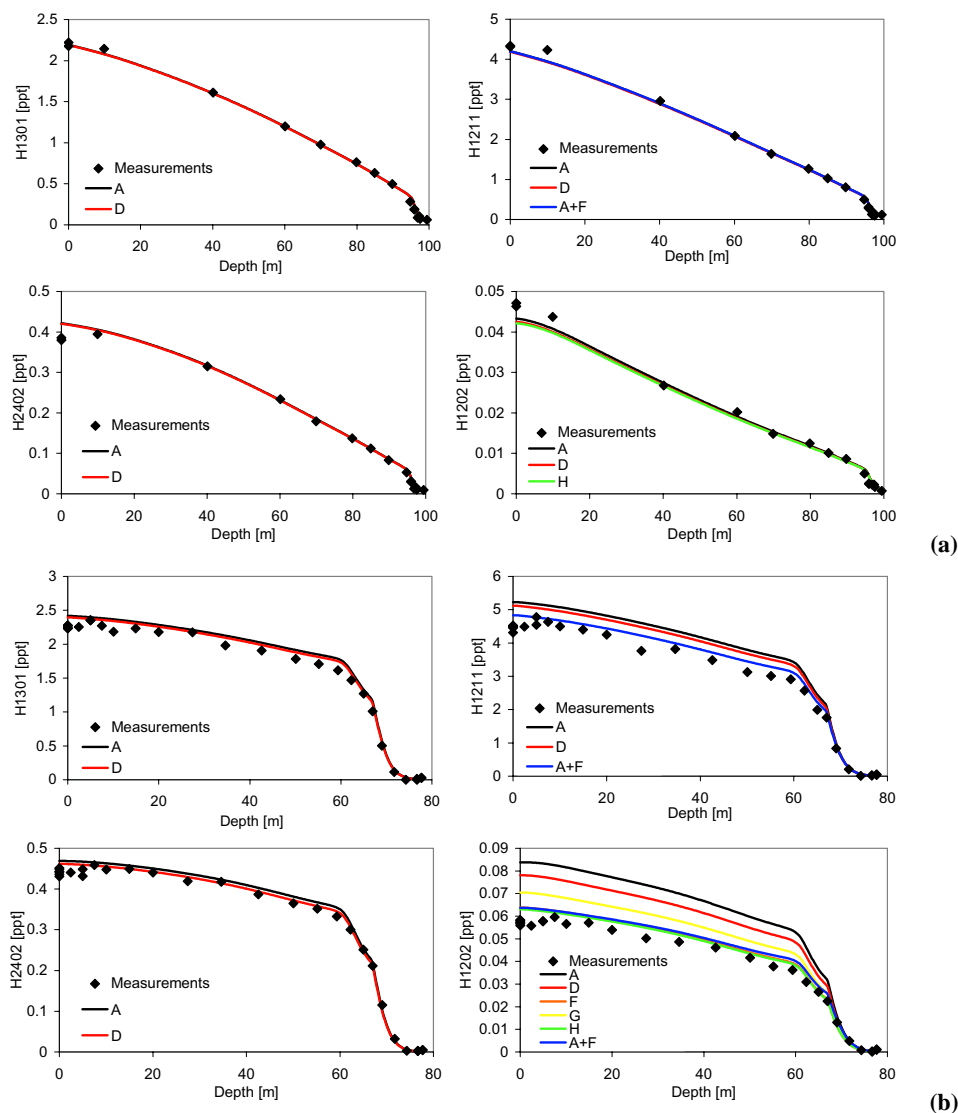 2.5
2
1.5
1
0.5
0
H1301 [ppt]
Measurements
A
D
0 20 40 60 80 100
Depth [m]
5
4
3
2
1
0
H1211 [ppt]
Measurements
A
D
A+F
0 20 40 60 80 100
Depth [m]
0.5
0.4
0.3
0.2
0.1
0
H2402 [ppt]
Measurements
A
D
0 20 40 60 80 100
Depth [m]
0.05
0.04
0.03
0.02
0.01
0
H1202 [ppt]
Measurements
A
D
H
0 20 40 60 80 100
Depth [m]
(a)
3
2.5
2
1.5
1
0.5
0
H1301 [ppt]
Measurements
A
D
0 20 40 60 80
Depth [m]
6
5
4
3
2
1
0
H1211 [ppt]
Measurements
A
D
A+F
0 20 40 60 80
Depth [m]
0.5
0.4
0.3
0.2
0.1
0
H2402 [ppt]
Measurements
A
D
0 20 40 60 80
Depth [m]
0.09
0.08
0.07
0.06
0.05
0.04
0.03
0.02
0.01
0
H1202 [ppt]
Measurements
A
D
F
G
H
A+F
0 20 40 60 80
Depth [m]
(b)